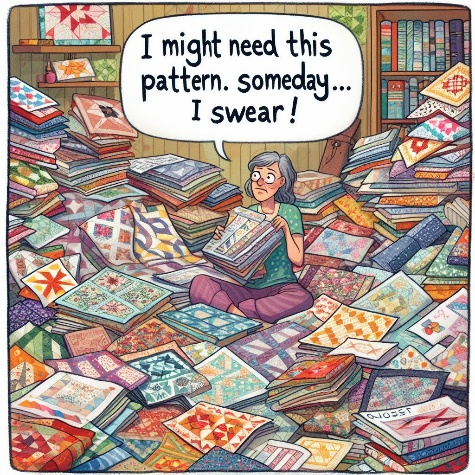 I might need this
pattern. someday...
I swear!